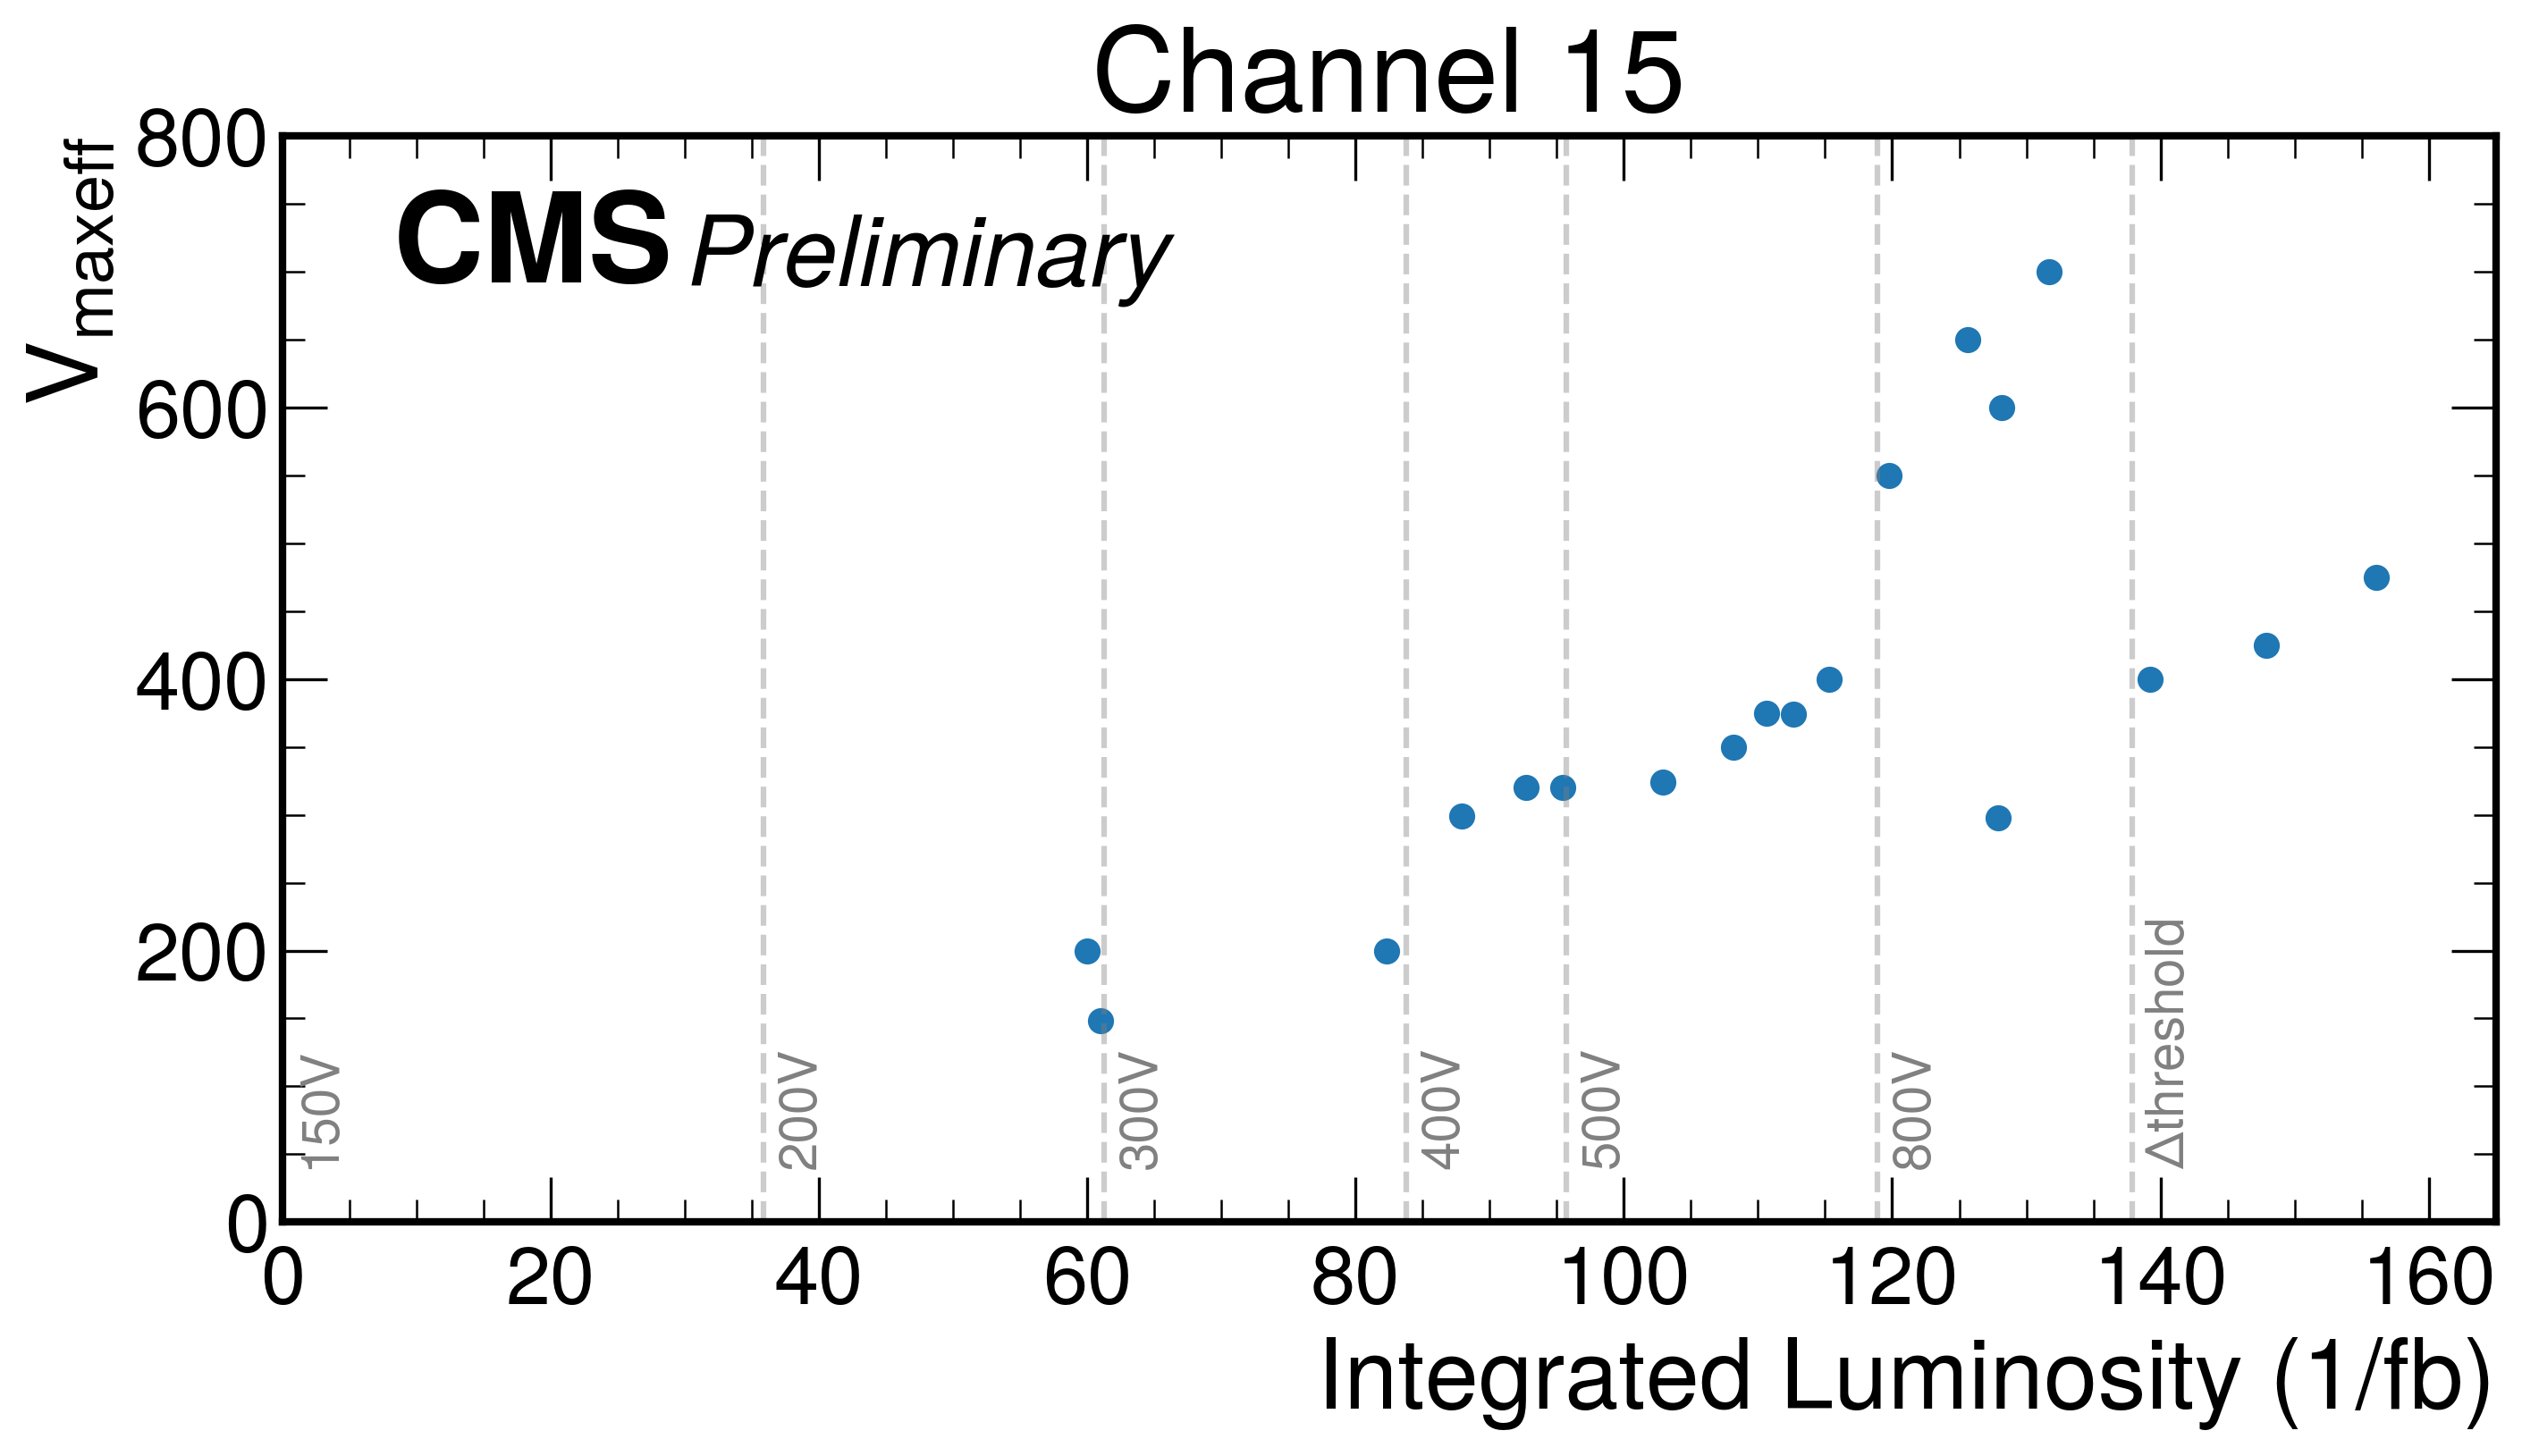 Channel 15
V_maxeff
800
600
400
200
0
CMS Preliminary
150V
200V
300V
400V
500V
800V
Δthreshold
0 20 40 60 80 100 120 140 160
Integrated Luminosity (1/fb)